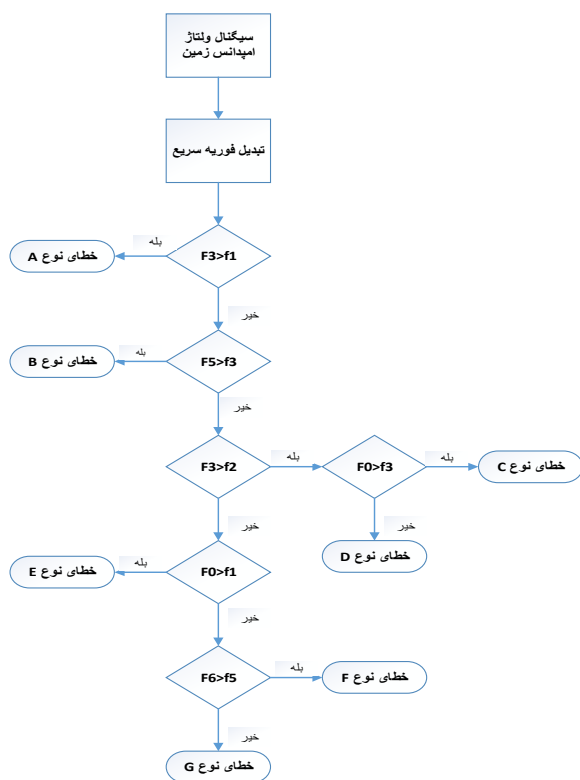 سیگنال ولتاژ
امپدانس زمین
تبدیل فوریه سریع
F3>f1
بله
خطای نوع A
خیر
F5>f3
بله
خطای نوع B
خیر
F3>f2
بله
F0>f3
بله
خطای نوع C
خیر
خطای نوع D
خیر
F0>f1
بله
خطای نوع E
خیر
F6>f5
بله
خطای نوع F
خیر
خطای نوع G